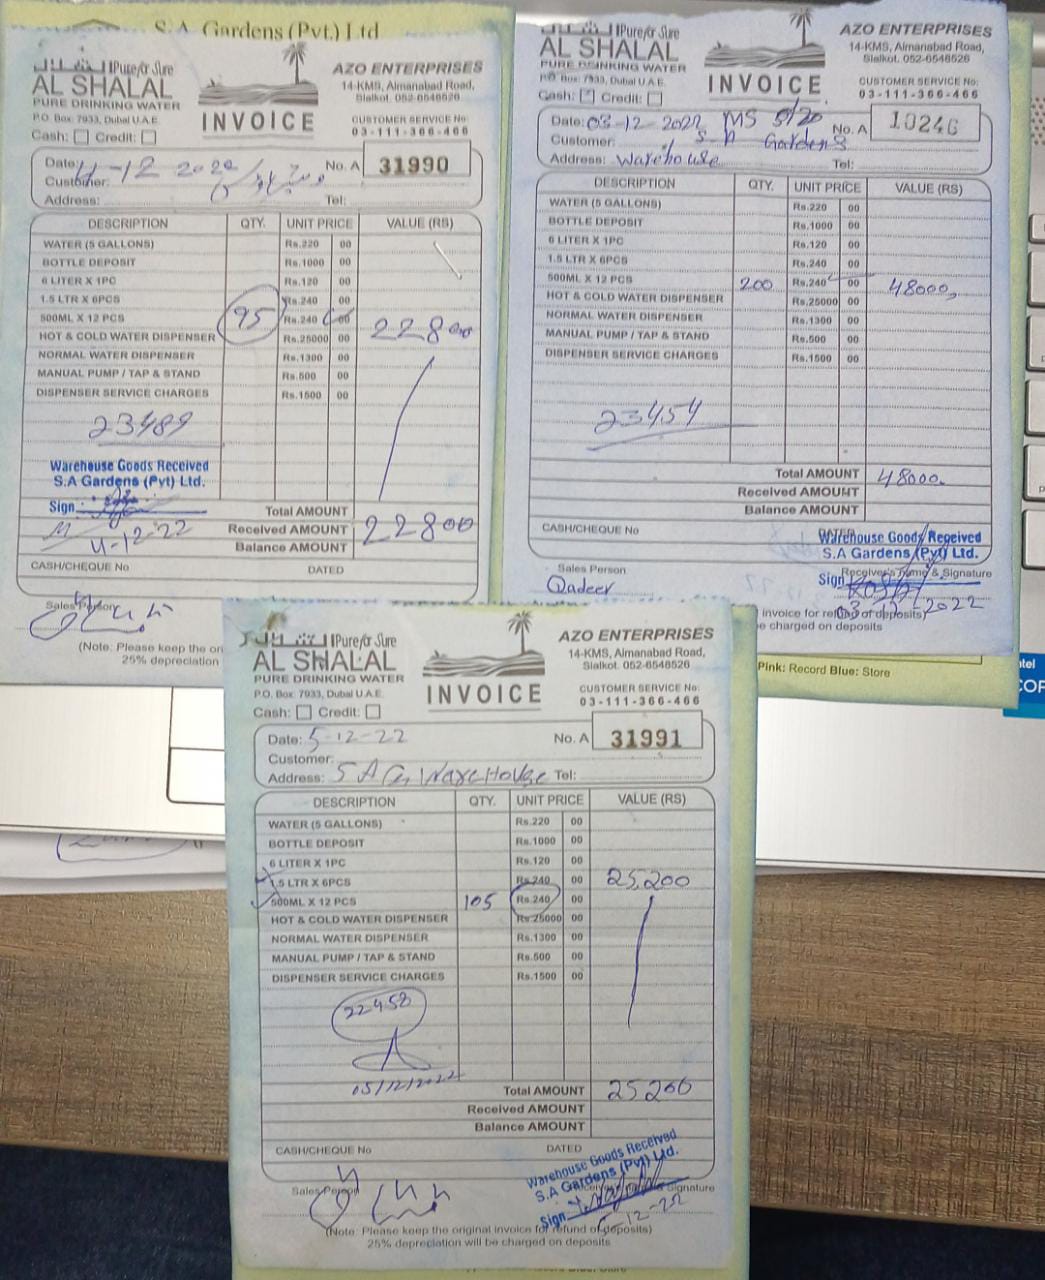 S.A. Gardens (Pvt.) Ltd
الشلال Pure for Sure
AL SHALAL
PURE DRINKING WATER
P.O. Box: 7933, Dubai U.A.E.
Cash: Credit:
INVOICE
AZO ENTERPRISES
14-KMS, Almanabad Road,
Sialkot. 052-6548526
CUSTOMER SERVICE No:
03-111-366-466
Date: 4-12 2022
No. A 31990
Customer:
Address: Tel:
DESCRIPTION QTY. UNIT PRICE VALUE (RS)
WATER (5 GALLONS) Rs.220 00
BOTTLE DEPOSIT Rs.1000 00
6 LITER X 1PC Rs.120 00
1.5 LTR X 6PCS Rs.240 00
500ML X 12 PCS 95 Rs.240 00 22800
HOT & COLD WATER DISPENSER Rs.25000 00
NORMAL WATER DISPENSER Rs.1300 00
MANUAL PUMP / TAP & STAND Rs.500 00
DISPENSER SERVICE CHARGES Rs.1500 00
23489
Warehouse Goods Received
S.A Gardens (Pvt) Ltd.
Sign
4-12-22
Total AMOUNT
Received AMOUNT 22800
Balance AMOUNT
CASH/CHEQUE No DATED
Sales Person
(Note: Please keep the ori
25% depreciation
الشلال Pure for Sure
AL SHALAL
PURE DRINKING WATER
P.O. Box: 7933, Dubai U.A.E.
Cash: Credit:
INVOICE
AZO ENTERPRISES
14-KMS, Almanabad Road,
Sialkot. 052-6548526
CUSTOMER SERVICE No:
03-111-366-466
Date: 03-12-2022 MS 5/20
No. A 10246
Customer: S A Gardens
Address: Warehouse Tel:
DESCRIPTION QTY. UNIT PRICE VALUE (RS)
WATER (5 GALLONS) Rs.220 00
BOTTLE DEPOSIT Rs.1000 00
6 LITER X 1PC Rs.120 00
1.5 LTR X 6PCS Rs.240 00
500ML X 12 PCS 200 Rs.240 00 48000
HOT & COLD WATER DISPENSER Rs.25000 00
NORMAL WATER DISPENSER Rs.1300 00
MANUAL PUMP / TAP & STAND Rs.500 00
DISPENSER SERVICE CHARGES Rs.1500 00
23454
Total AMOUNT 48000
Received AMOUNT
Balance AMOUNT
CASH/CHEQUE No DATED
Warehouse Goods Received
S.A Gardens (Pvt) Ltd.
Sales Person
Qadeer
Receiver's Name & Signature
Sign
03-12-2022
invoice for refund of deposits)
be charged on deposits
Pink: Record Blue: Store
الشلال Pure for Sure
AL SHALAL
PURE DRINKING WATER
P.O. Box: 7933, Dubai U.A.E.
Cash: Credit:
INVOICE
AZO ENTERPRISES
14-KMS, Almanabad Road,
Sialkot. 052-6548526
CUSTOMER SERVICE No:
03-111-366-466
Date: 5-12-22
No. A 31991
Customer:
Address: S A G WareHouse Tel:
DESCRIPTION QTY. UNIT PRICE VALUE (RS)
WATER (5 GALLONS) Rs.220 00
BOTTLE DEPOSIT Rs.1000 00
6 LITER X 1PC Rs.120 00
1.5 LTR X 6PCS Rs.240 00 25,200
500ML X 12 PCS 105 Rs.240 00
HOT & COLD WATER DISPENSER Rs.25000 00
NORMAL WATER DISPENSER Rs.1300 00
MANUAL PUMP / TAP & STAND Rs.500 00
DISPENSER SERVICE CHARGES Rs.1500 00
22458
05/12/2022
Total AMOUNT 25200
Received AMOUNT
Balance AMOUNT
CASH/CHEQUE No DATED
Warehouse Goods Received
S.A Gardens (Pvt) Ltd.
Sales Person
Signature
Sign
5-12-22
(Note: Please keep the original invoice for refund of deposits)
25% depreciation will be charged on deposits